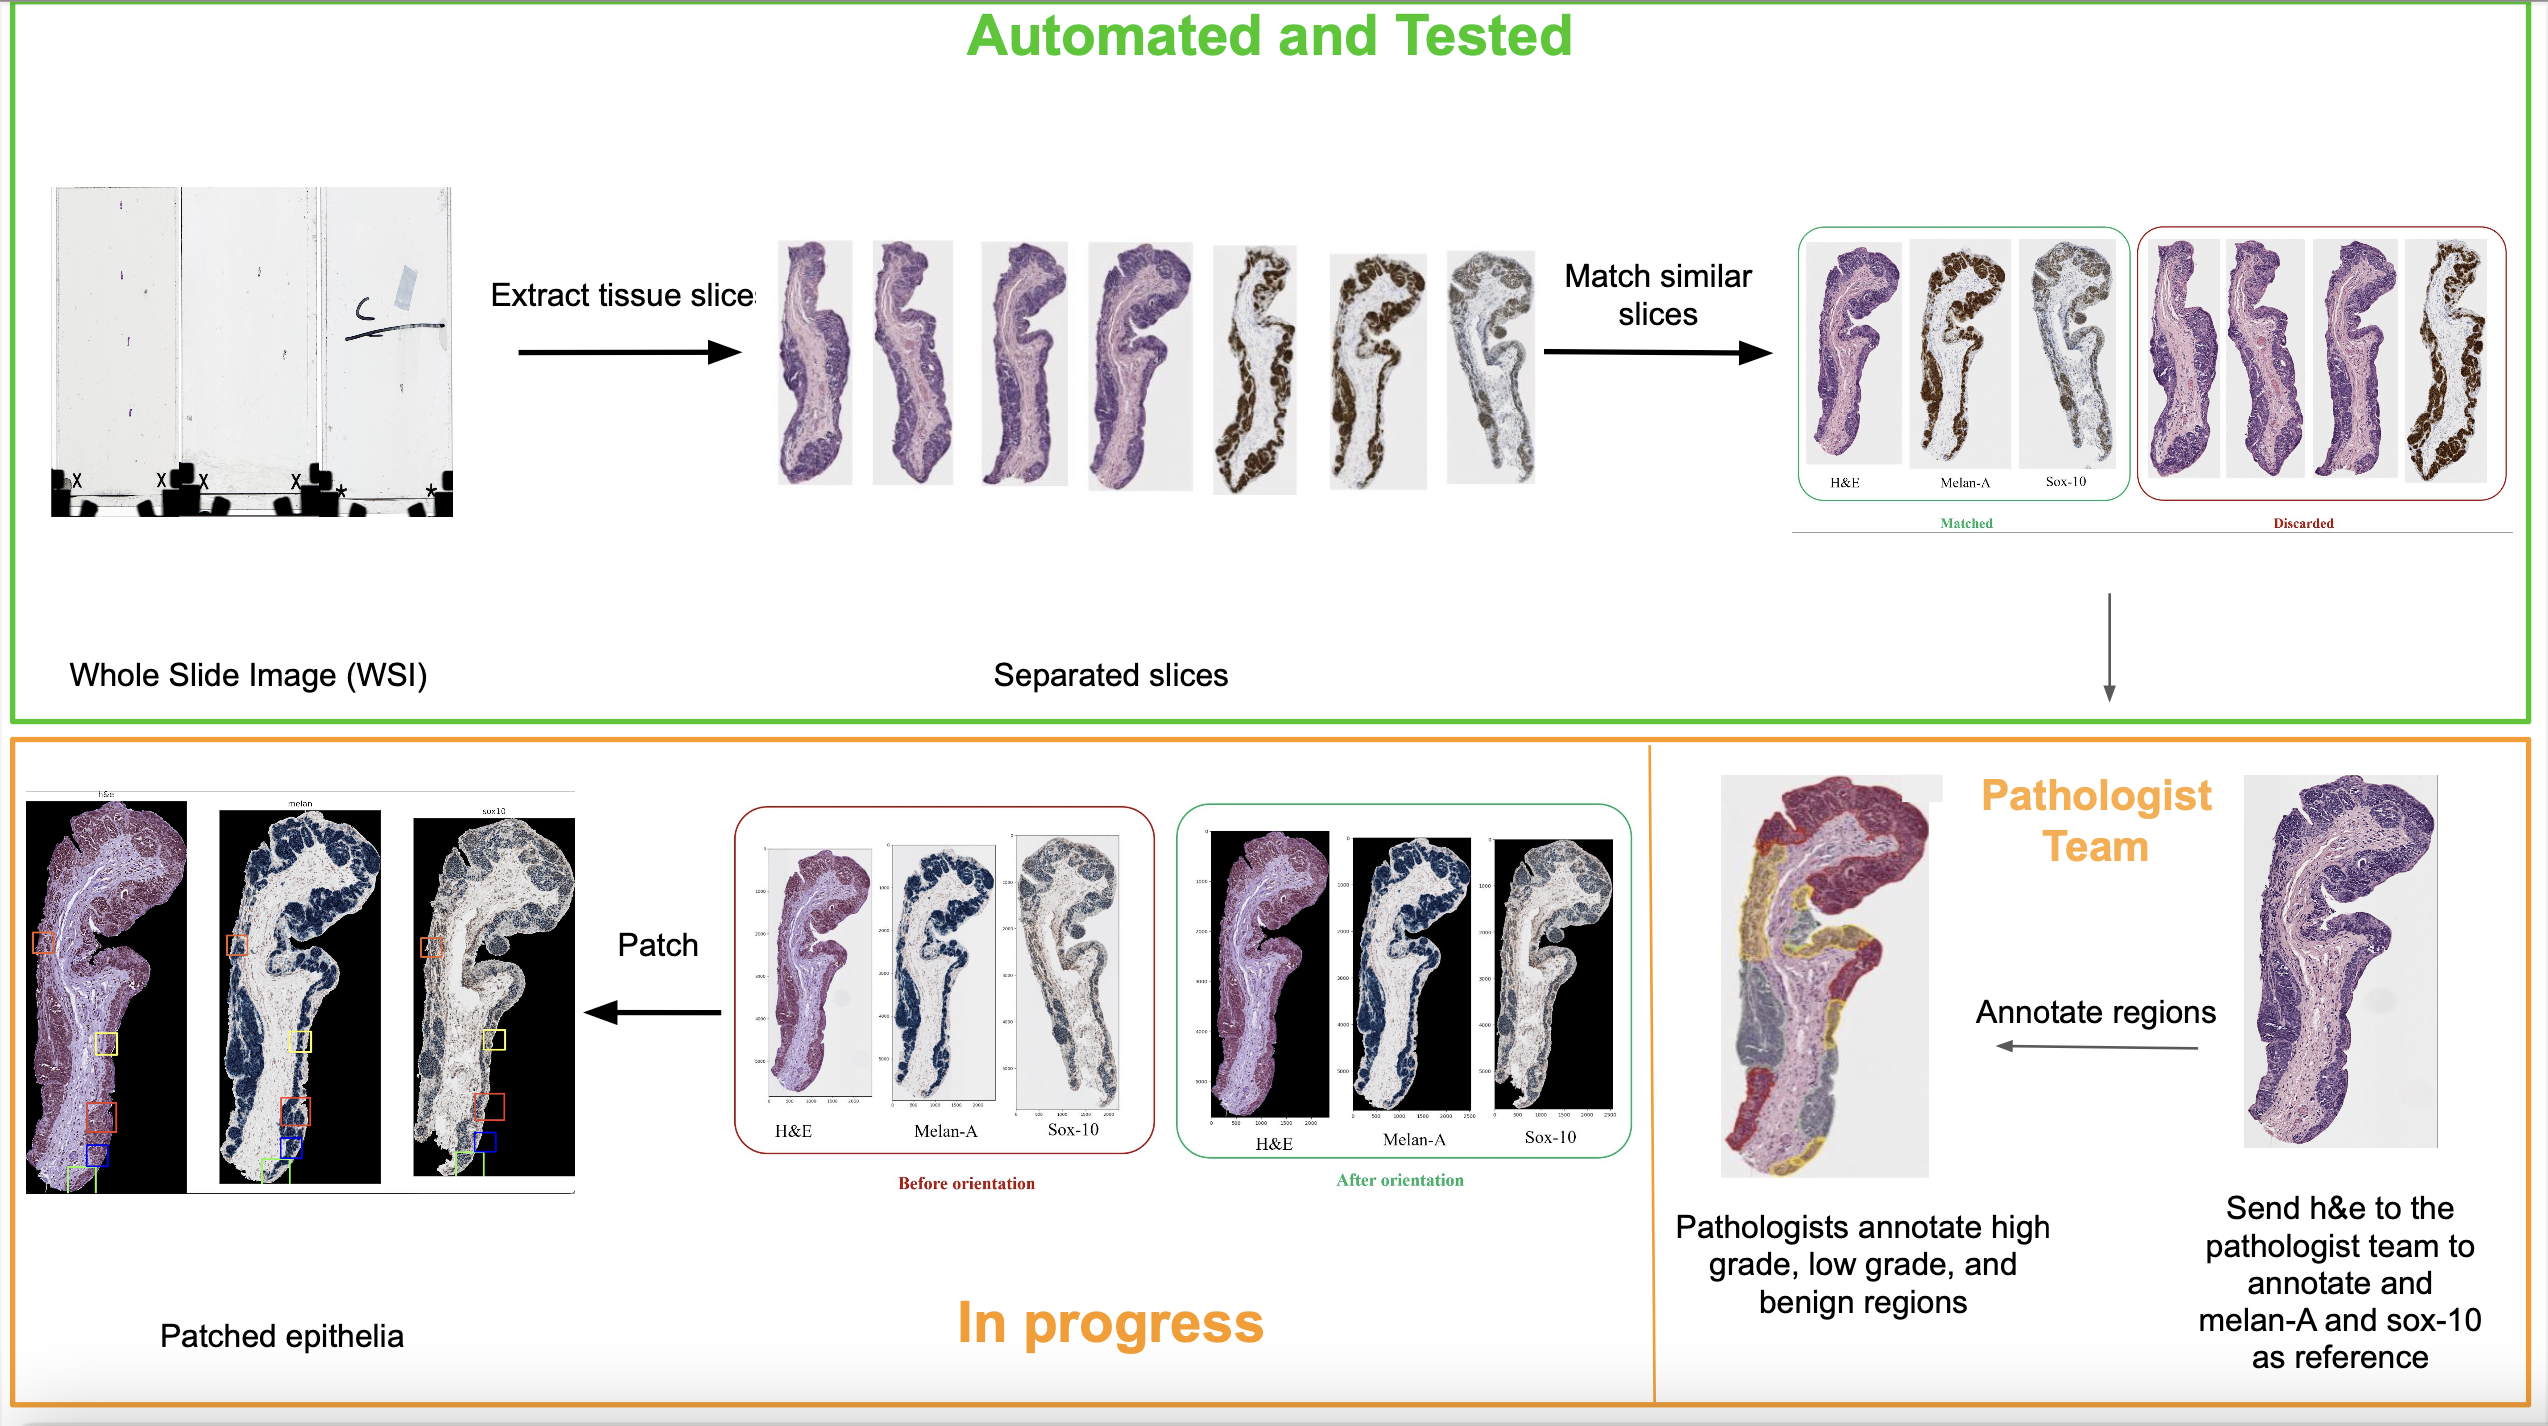 Automated and Tested
Extract tissue slice
Match similar
slices
C
X X X X * *
H&E
Melan-A
Sox-10
Matched
Discarded
Whole Slide Image (WSI)
Separated slices
h&e
melan
sox10
Patch
H&E
Melan-A
Sox-10
Before orientation
H&E
Melan-A
Sox-10
After orientation
Patched epithelia
In progress
Pathologist
Team
Annotate regions
Pathologists annotate high
grade, low grade, and
benign regions
Send h&e to the
pathologist team to
annotate and
melan-A and sox-10
as reference